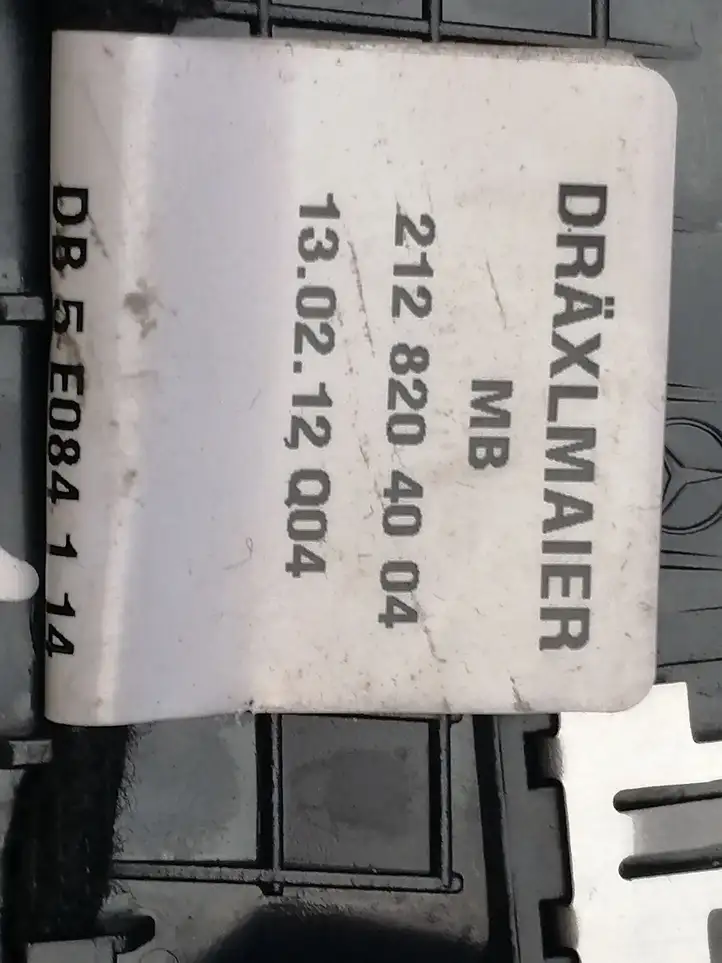 DRÄXLMAIER
MB
212 820 40 04
13.02.12, Q04
DB 5 E084 1 14